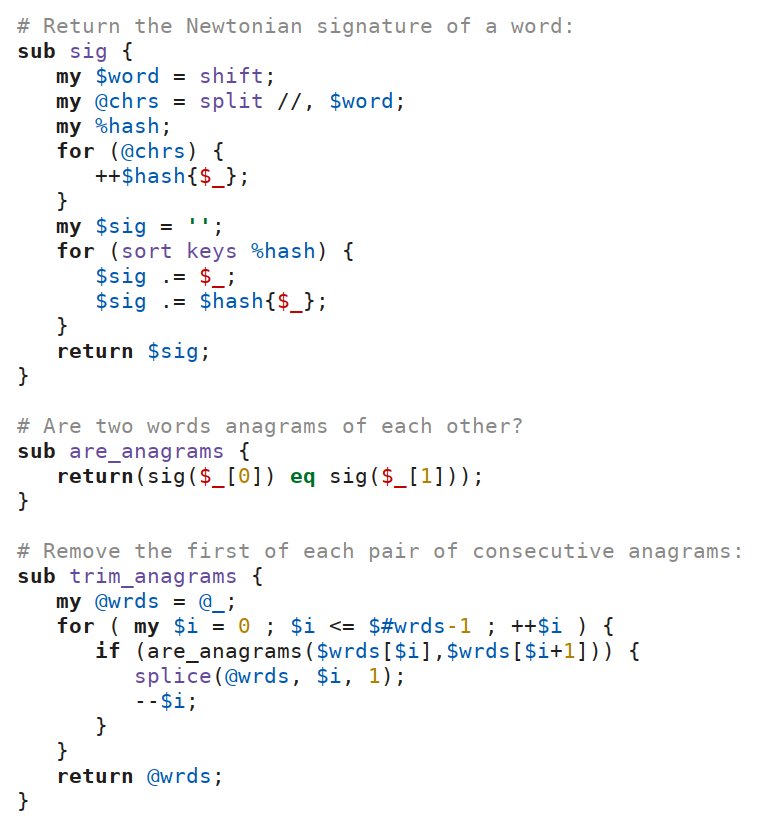 # Return the Newtonian signature of a word:
sub sig {
   my $word = shift;
   my @chrs = split //, $word;
   my %hash;
   for (@chrs) {
      ++$hash{$_};
   }
   my $sig = '';
   for (sort keys %hash) {
      $sig .= $_;
      $sig .= $hash{$_};
   }
   return $sig;
}

# Are two words anagrams of each other?
sub are_anagrams {
   return(sig($_[0]) eq sig($_[1]));
}

# Remove the first of each pair of consecutive anagrams:
sub trim_anagrams {
   my @wrds = @_;
   for ( my $i = 0 ; $i <= $#wrds-1 ; ++$i ) {
      if (are_anagrams($wrds[$i],$wrds[$i+1])) {
         splice(@wrds, $i, 1);
         --$i;
      }
   }
   return @wrds;
}